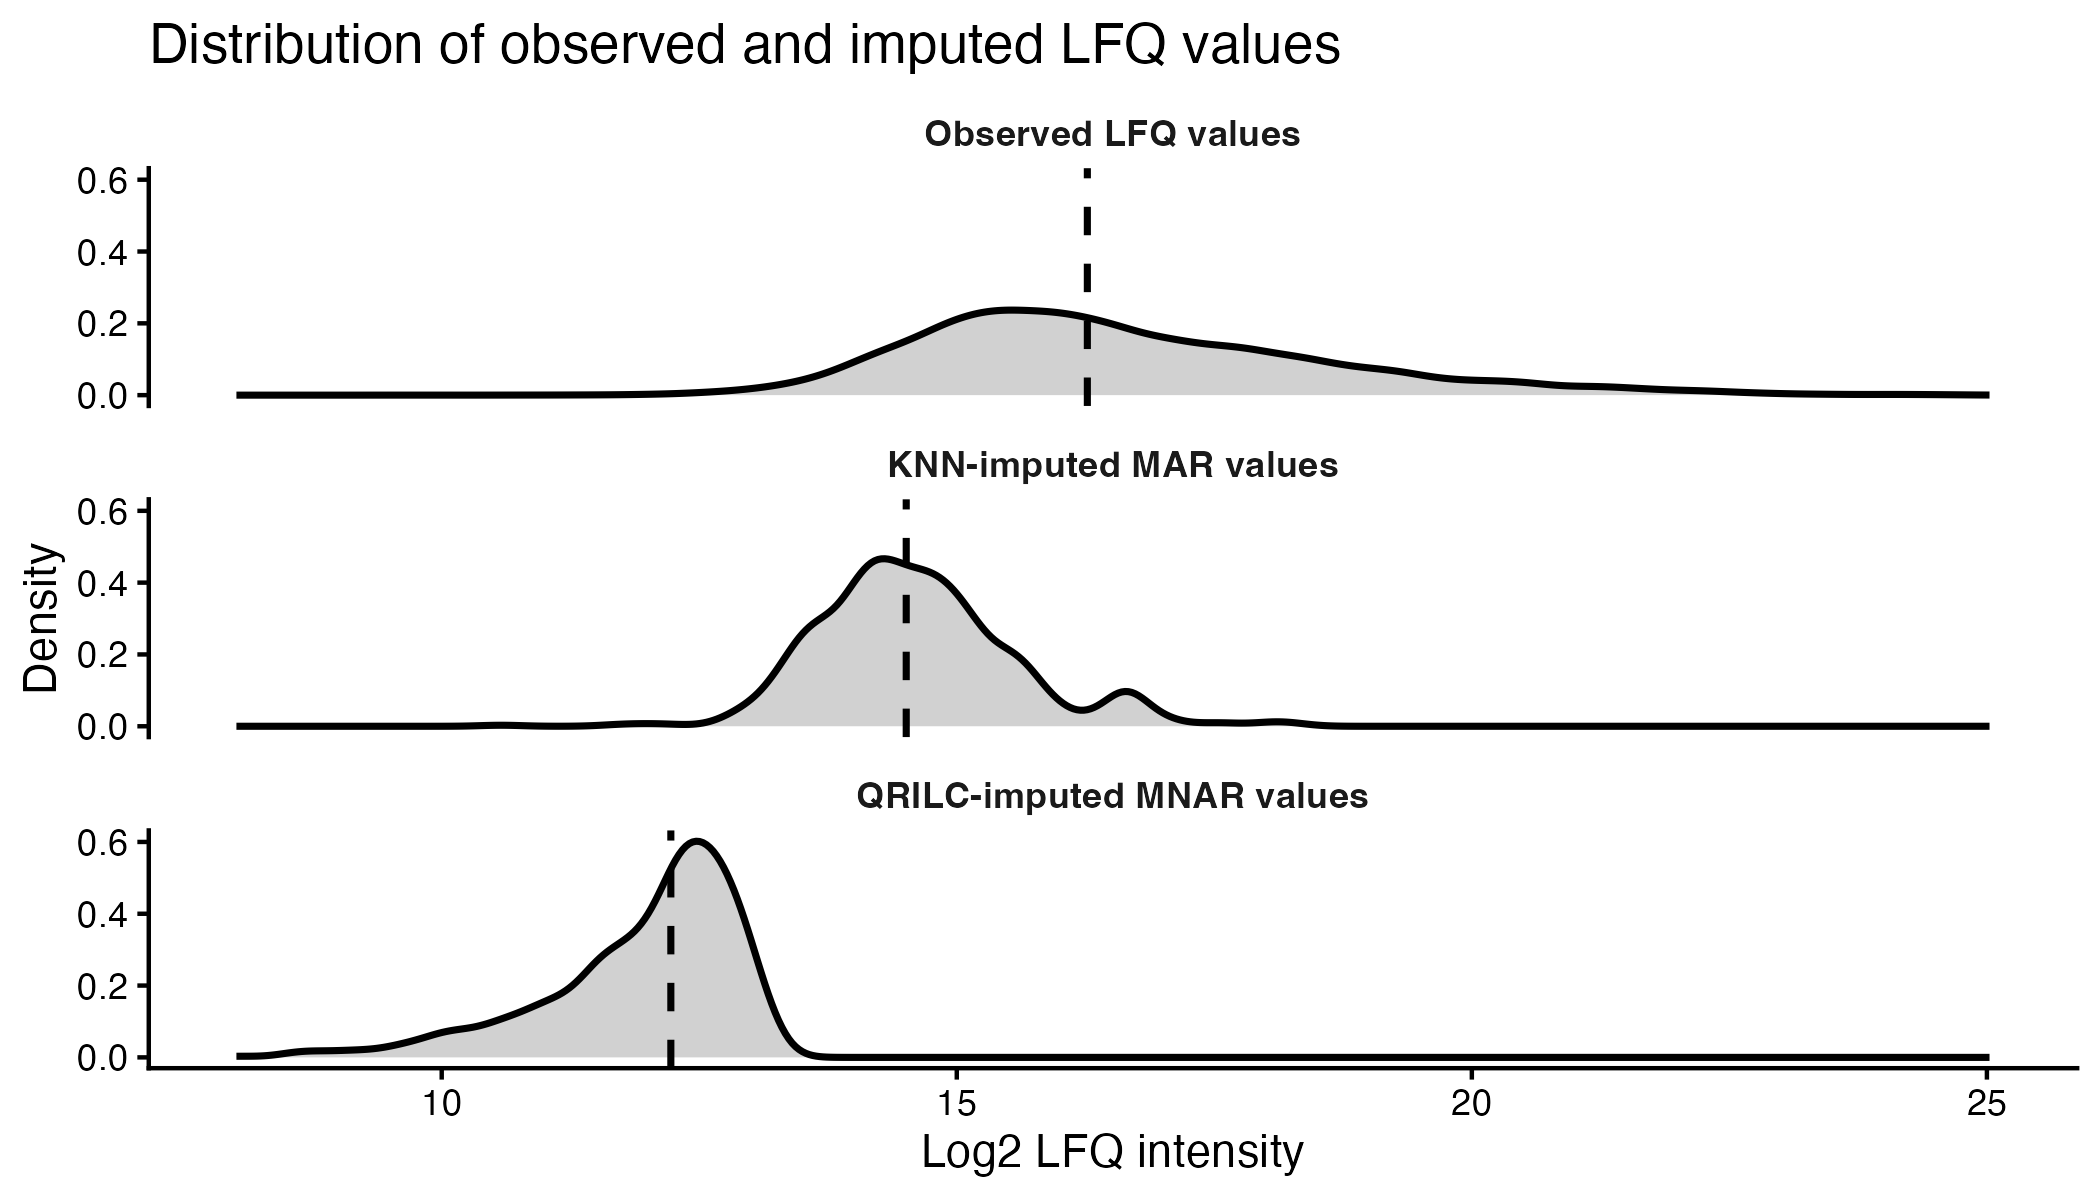 Distribution of observed and imputed LFQ values
Observed LFQ values
0.6
0.4
0.2
0.0
KNN-imputed MAR values
0.6
0.4
0.2
0.0
Density
QRILC-imputed MNAR values
0.6
0.4
0.2
0.0
10 15 20 25
Log2 LFQ intensity